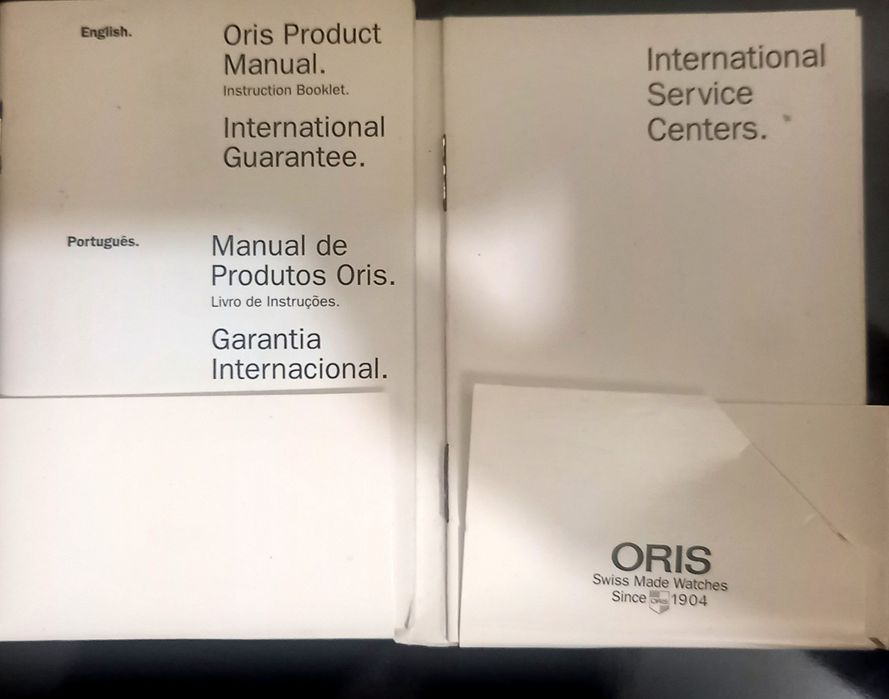 English.
Oris Product
Manual.
Instruction Booklet.
International
Guarantee.
Português.
Manual de
Produtos Oris.
Livro de Instruções.
Garantia
Internacional.
International
Service
Centers.
ORIS
Swiss Made Watches
Since ORIS 1904